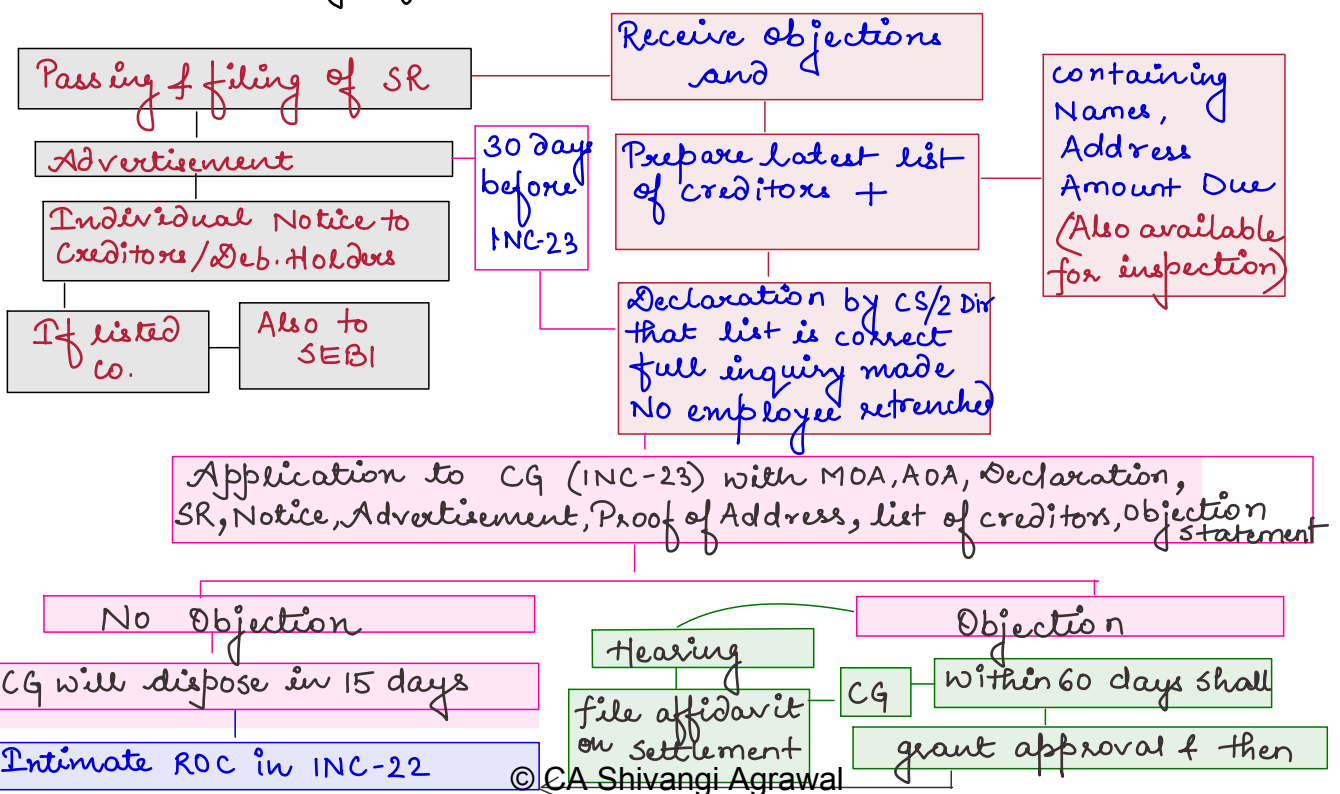 Passing & filing of SR
Advertisement
Individual Notice to
Creditors/Deb. Holders
If listed
co.
Also to
SEBI
30 days
before
INC-23
Receive objections
and
Prepare latest list
of creditors +
containing
Names,
Address
Amount Due
(Also available
for inspection)
Declaration by CS/2 Dir
that list is correct
full inquiry made
No employee retrenched
Application to CG (INC-23) with MOA, AOA, Declaration,
SR, Notice, Advertisement, Proof of Address, list of creditors, Objection
statement
No Objection
CG will dispose in 15 days
Intimate ROC in INC-22
Objection
Hearing
file affidavit
on settlement
CG
within 60 days shall
grant approval & then
© CA Shivangi Agrawal